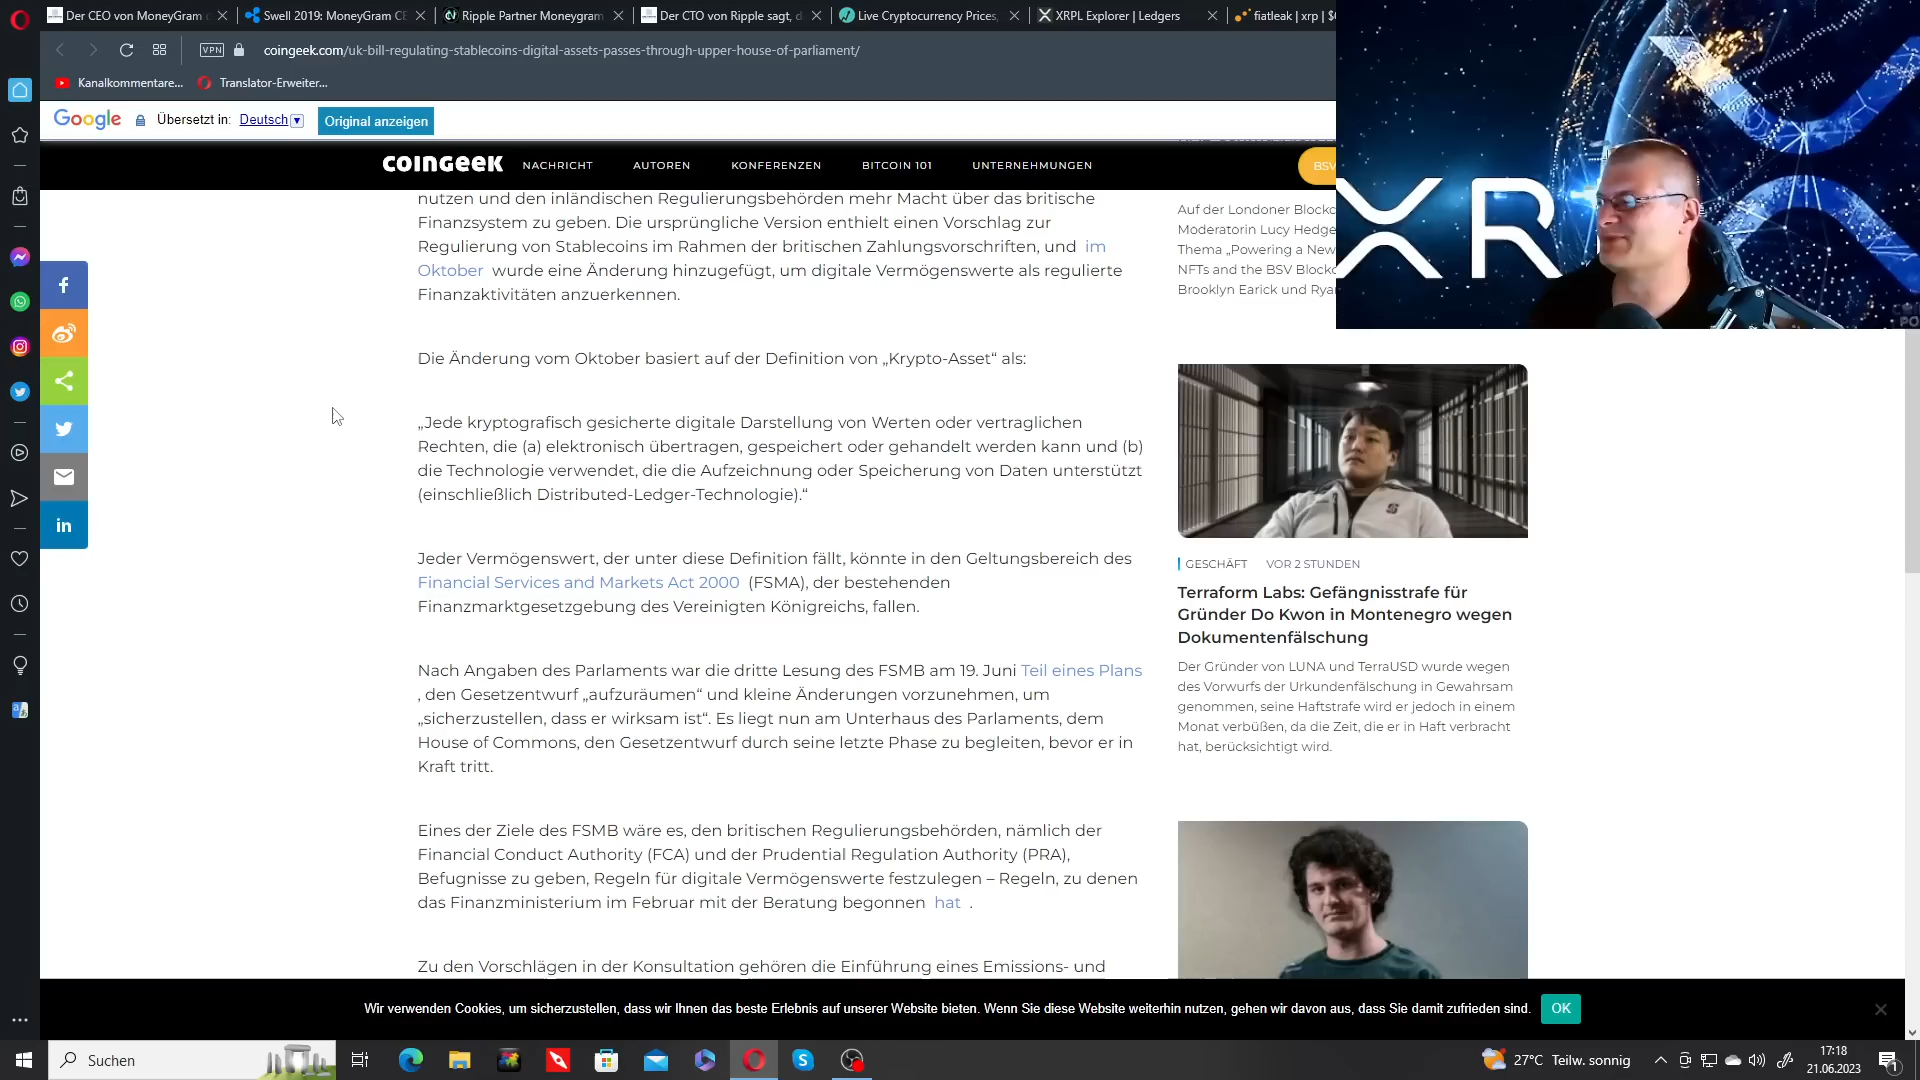 Der CEO von MoneyGram
Swell 2019: MoneyGram CE
Ripple Partner Moneygram
Der CTO von Ripple sagt, d
Live Cryptocurrency Prices,
XRPL Explorer | Ledgers
fiatleak | xrp |
VPN
coingeek.com/uk-bill-regulating-stablecoins-digital-assets-passes-through-upper-house-of-parliament/
Kanalkommentare...
Translator-Erweiter...
Google
Übersetzt in: Deutsch
Original anzeigen
COINGEEK
NACHRICHT
AUTOREN
KONFERENZEN
BITCOIN 101
UNTERNEHMUNGEN
BSV
XR
nutzen und den inländischen Regulierungsbehörden mehr Macht über das britische
Finanzsystem zu geben. Die ursprüngliche Version enthielt einen Vorschlag zur
Regulierung von Stablecoins im Rahmen der britischen Zahlungsvorschriften, und im
Oktober wurde eine Änderung hinzugefügt, um digitale Vermögenswerte als regulierte
Finanzaktivitäten anzuerkennen.
Die Änderung vom Oktober basiert auf der Definition von „Krypto-Asset“ als:
„Jede kryptografisch gesicherte digitale Darstellung von Werten oder vertraglichen
Rechten, die (a) elektronisch übertragen, gespeichert oder gehandelt werden kann und (b)
die Technologie verwendet, die die Aufzeichnung oder Speicherung von Daten unterstützt
(einschließlich Distributed-Ledger-Technologie).“
Jeder Vermögenswert, der unter diese Definition fällt, könnte in den Geltungsbereich des
Financial Services and Markets Act 2000 (FSMA), der bestehenden
Finanzmarktgesetzgebung des Vereinigten Königreichs, fallen.
Nach Angaben des Parlaments war die dritte Lesung des FSMB am 19. Juni Teil eines Plans
, den Gesetzentwurf „aufzuräumen“ und kleine Änderungen vorzunehmen, um
„sicherzustellen, dass er wirksam ist“. Es liegt nun am Unterhaus des Parlaments, dem
House of Commons, den Gesetzentwurf durch seine letzte Phase zu begleiten, bevor er in
Kraft tritt.
Eines der Ziele des FSMB wäre es, den britischen Regulierungsbehörden, nämlich der
Financial Conduct Authority (FCA) und der Prudential Regulation Authority (PRA),
Befugnisse zu geben, Regeln für digitale Vermögenswerte festzulegen – Regeln, zu denen
das Finanzministerium im Februar mit der Beratung begonnen hat .
Zu den Vorschlägen in der Konsultation gehören die Einführung eines Emissions- und
Auf der Londoner Blockc
Moderatorin Lucy Hedge
Thema „Powering a New
NFTs and the BSV Blockc
Brooklyn Earick und Rya
GESCHÄFT VOR 2 STUNDEN
Terraform Labs: Gefängnisstrafe für
Gründer Do Kwon in Montenegro wegen
Dokumentenfälschung
Der Gründer von LUNA und TerraUSD wurde wegen
des Vorwurfs der Urkundenfälschung in Gewahrsam
genommen, seine Haftstrafe wird er jedoch in einem
Monat verbüßen, da die Zeit, die er in Haft verbracht
hat, berücksichtigt wird.
Wir verwenden Cookies, um sicherzustellen, dass wir Ihnen das beste Erlebnis auf unserer Website bieten. Wenn Sie diese Website weiterhin nutzen, gehen wir davon aus, dass Sie damit zufrieden sind.
OK
Suchen
27°C Teilw. sonnig
17:18
21.06.2023
1